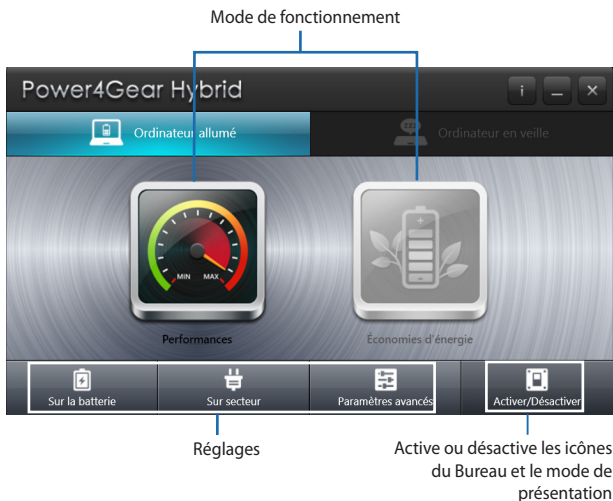 Mode de fonctionnement
Power4Gear Hybrid
i
Ordinateur allumé
Ordinateur en veille
MIN MAX
Performances
Économies d'énergie
Sur la batterie
Sur secteur
Paramètres avancés
Activer/Désactiver
Réglages
Active ou désactive les icônes
du Bureau et le mode de
présentation